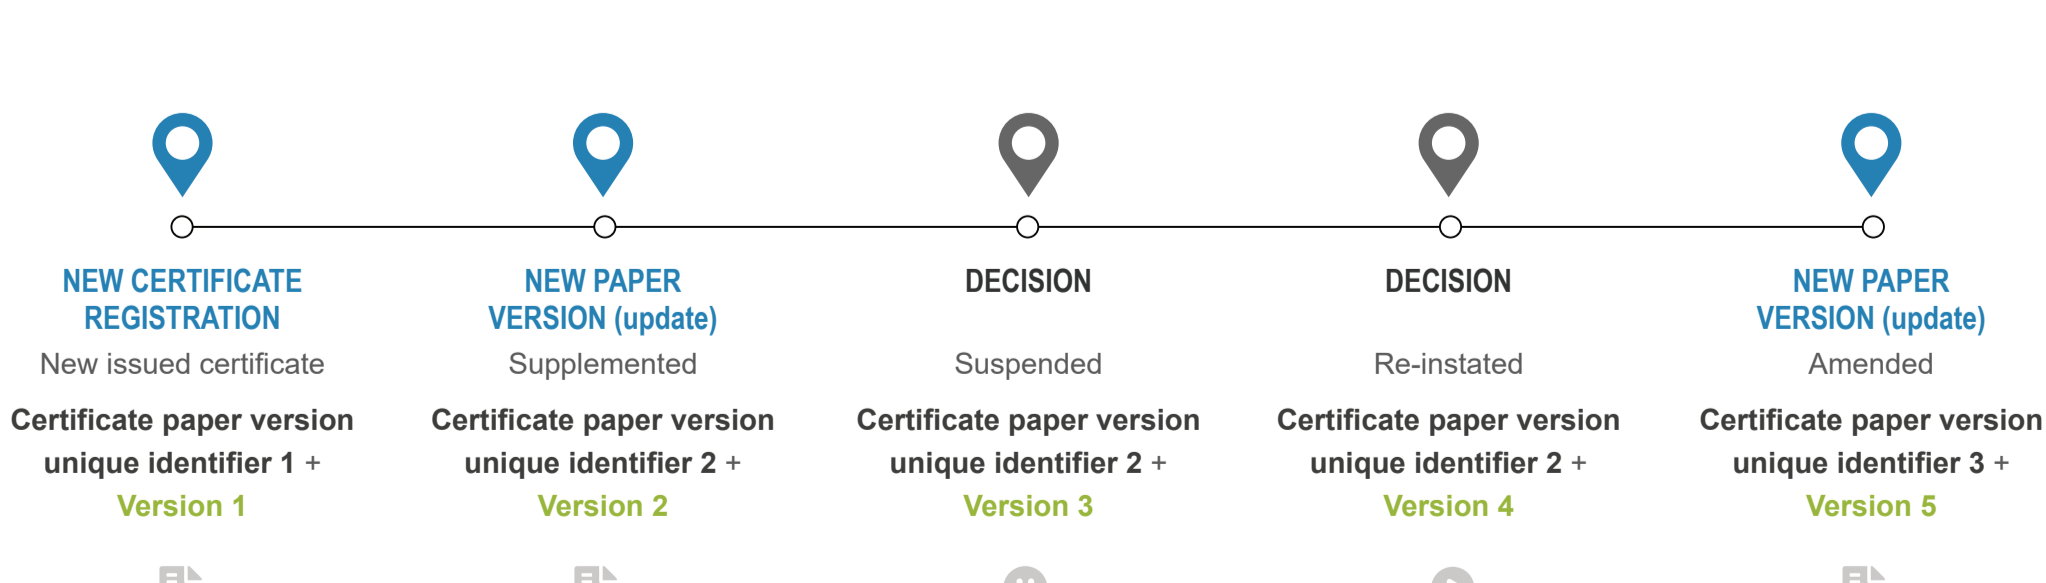 NEW CERTIFICATE
REGISTRATION
New issued certificate
Certificate paper version
unique identifier 1 +
Version 1
NEW PAPER
VERSION (update)
Supplemented
Certificate paper version
unique identifier 2 +
Version 2
DECISION
Suspended
Certificate paper version
unique identifier 2 +
Version 3
DECISION
Re-instated
Certificate paper version
unique identifier 2 +
Version 4
NEW PAPER
VERSION (update)
Amended
Certificate paper version
unique identifier 3 +
Version 5